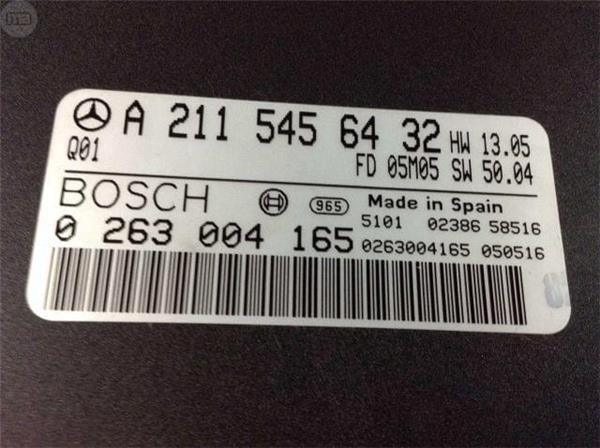 A 211 545 64 32 HW 13.05
Q01 FD 05M05 SW 50.04
BOSCH 965 Made in Spain
5101 02386 58516
0 263 004 165 0263004165 050516